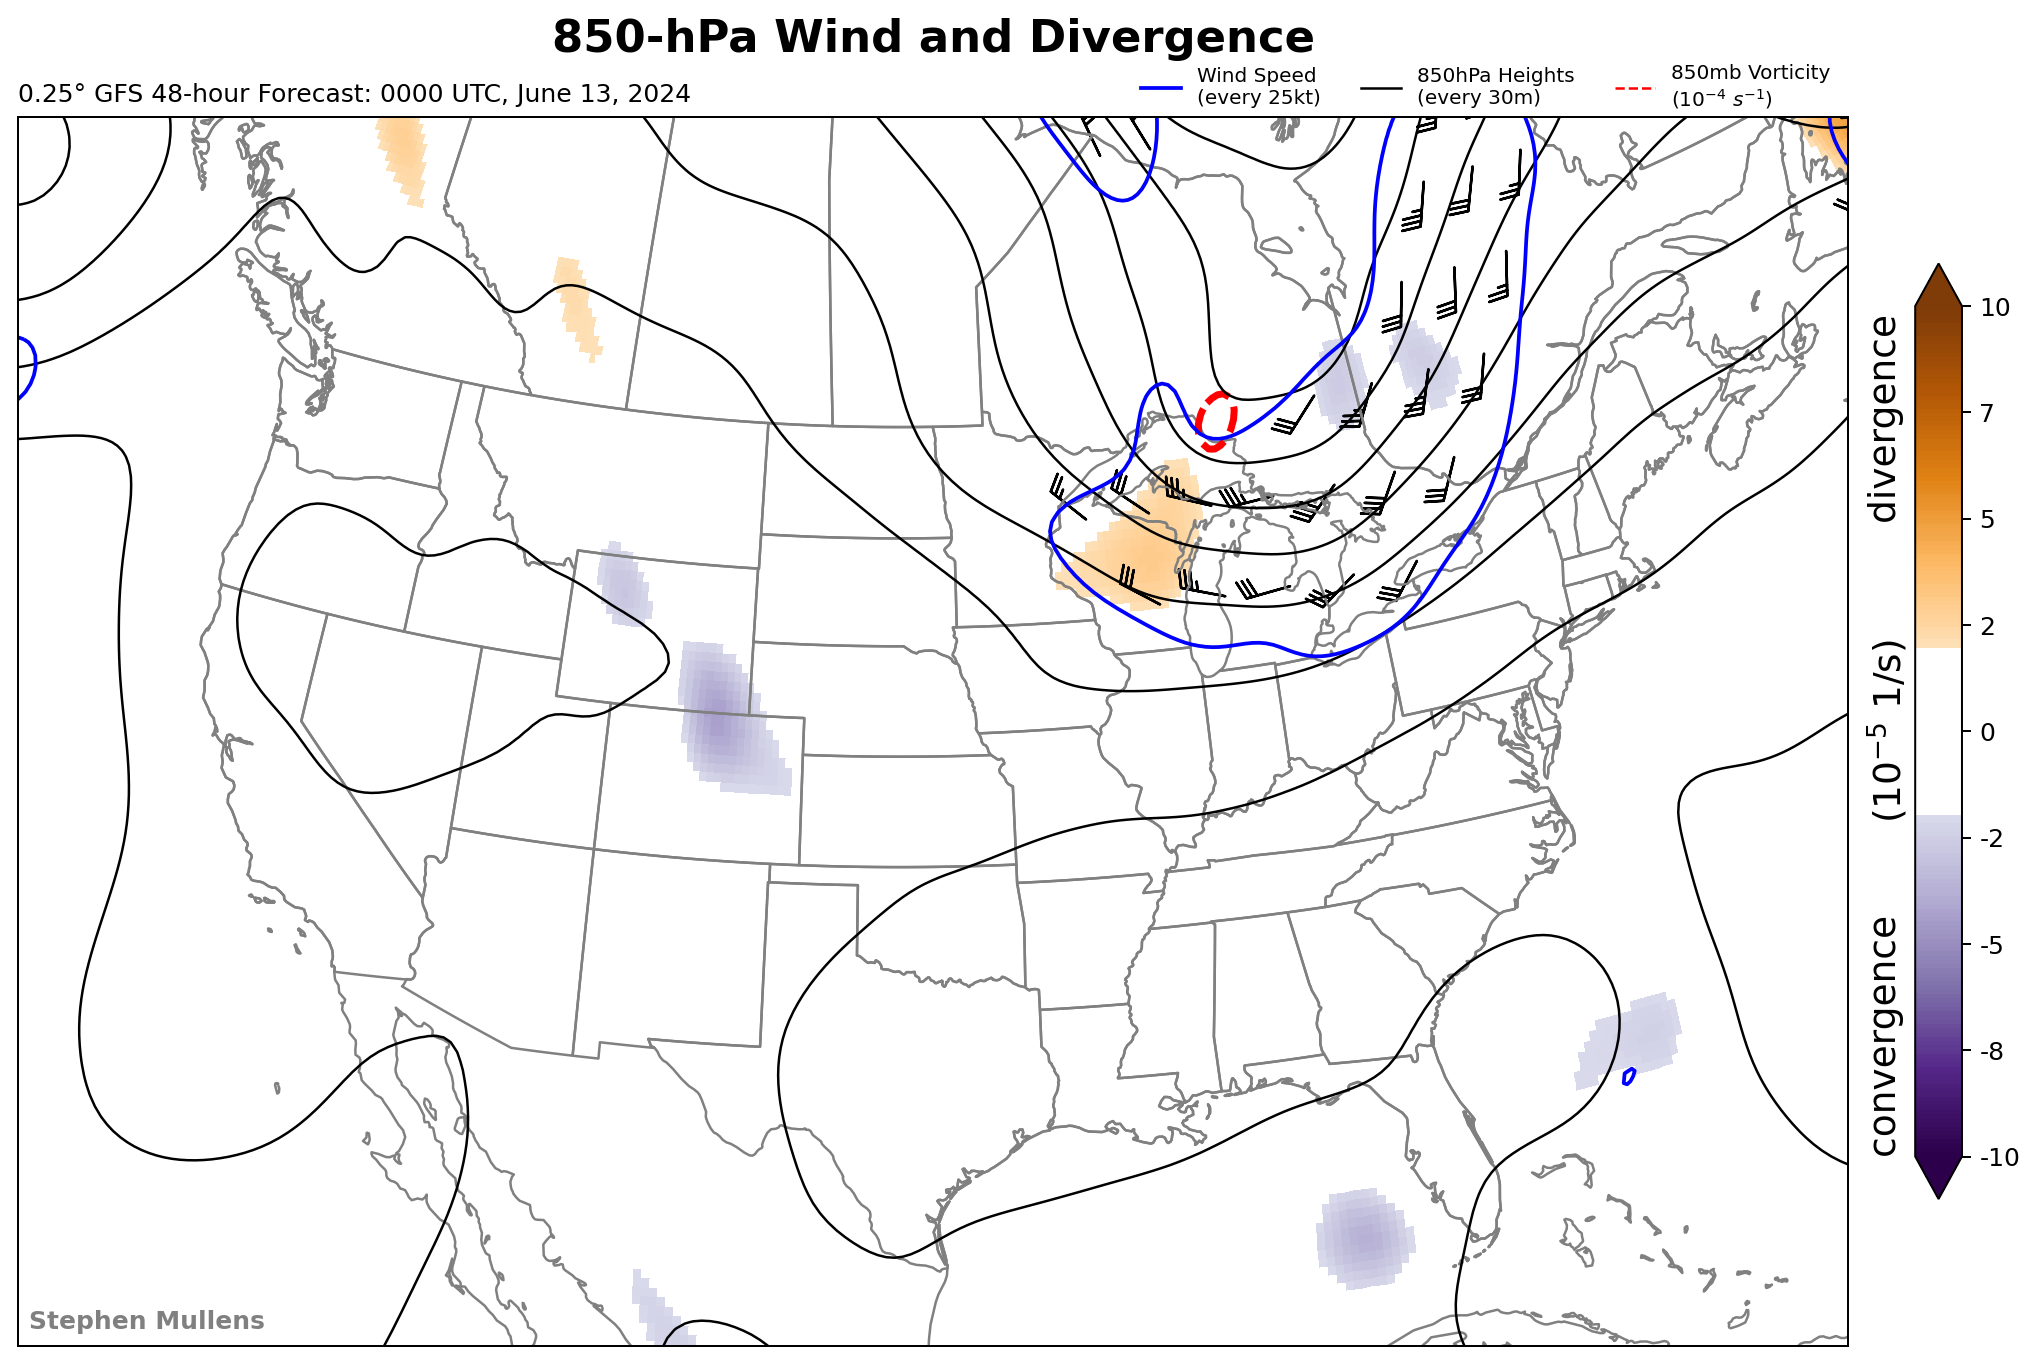 850-hPa Wind and Divergence
0.25° GFS 48-hour Forecast: 0000 UTC, June 13, 2024
Wind Speed
(every 25kt)
850hPa Heights
(every 30m)
850mb Vorticity
(10⁻⁴ s⁻¹)
10
7
5
2
0
-2
-5
-8
-10
convergence (10⁻⁵ 1/s) divergence
Stephen Mullens